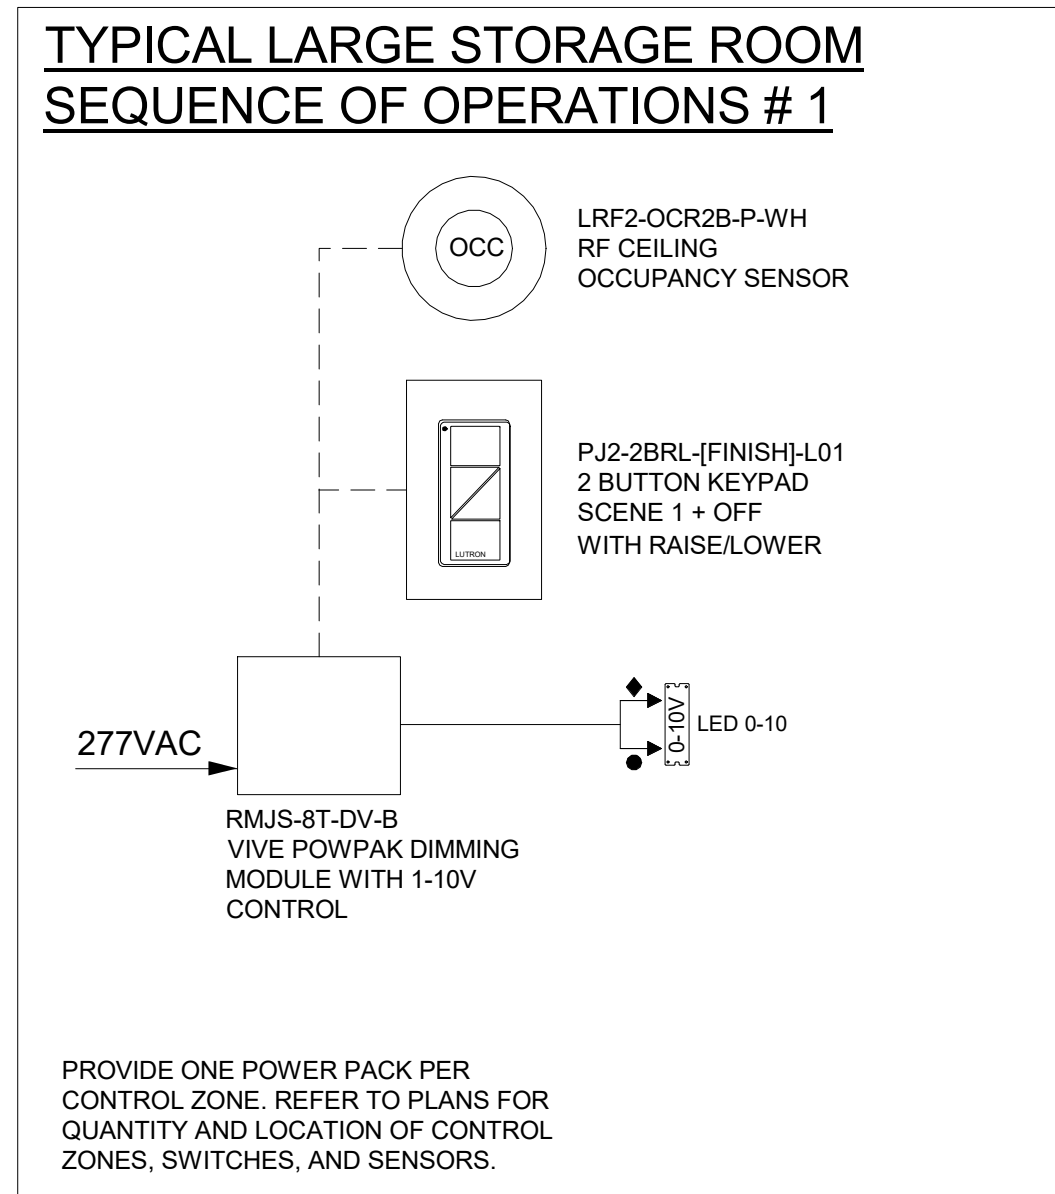 TYPICAL LARGE STORAGE ROOM
SEQUENCE OF OPERATIONS # 1
OCC
LRF2-OCR2B-P-WH
RF CEILING
OCCUPANCY SENSOR
LUTRON
PJ2-2BRL-[FINISH]-L01
2 BUTTON KEYPAD
SCENE 1 + OFF
WITH RAISE/LOWER
277VAC
0-10V
LED 0-10
RMJS-8T-DV-B
VIVE POWPAK DIMMING
MODULE WITH 1-10V
CONTROL
PROVIDE ONE POWER PACK PER
CONTROL ZONE. REFER TO PLANS FOR
QUANTITY AND LOCATION OF CONTROL
ZONES, SWITCHES, AND SENSORS.